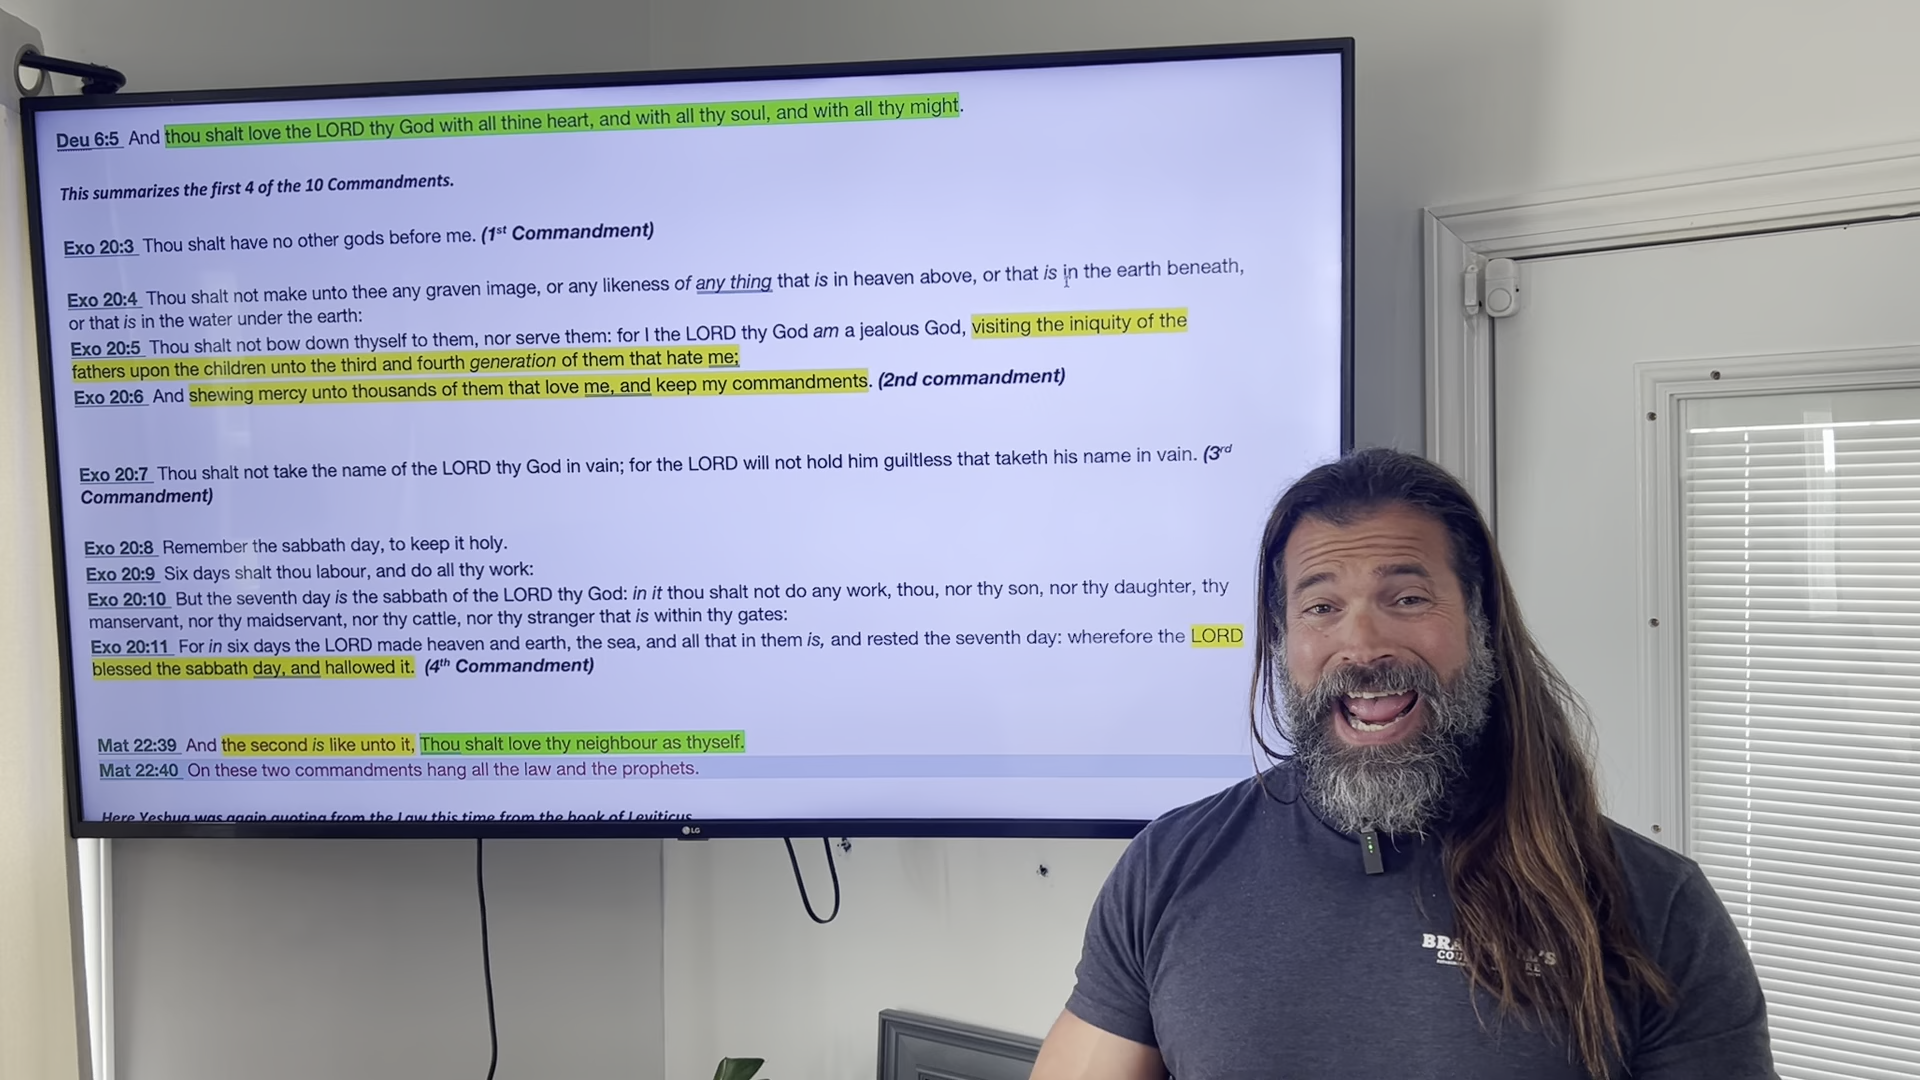 Deu 6:5 And thou shalt love the LORD thy God with all thine heart, and with all thy soul, and with all thy might.
This summarizes the first 4 of the 10 Commandments.
Exo 20:3 Thou shalt have no other gods before me. (1st Commandment)
Exo 20:4 Thou shalt not make unto thee any graven image, or any likeness of any thing that is in heaven above, or that is in the earth beneath,
or that is in the water under the earth:
Exo 20:5 Thou shalt not bow down thyself to them, nor serve them: for I the LORD thy God am a jealous God, visiting the iniquity of the
fathers upon the children unto the third and fourth generation of them that hate me;
Exo 20:6 And shewing mercy unto thousands of them that love me, and keep my commandments. (2nd commandment)
Exo 20:7 Thou shalt not take the name of the LORD thy God in vain; for the LORD will not hold him guiltless that taketh his name in vain. (3rd
Commandment)
Exo 20:8 Remember the sabbath day, to keep it holy.
Exo 20:9 Six days shalt thou labour, and do all thy work:
Exo 20:10 But the seventh day is the sabbath of the LORD thy God: in it thou shalt not do any work, thou, nor thy son, nor thy daughter, thy
manservant, nor thy maidservant, nor thy cattle, nor thy stranger that is within thy gates:
Exo 20:11 For in six days the LORD made heaven and earth, the sea, and all that in them is, and rested the seventh day: wherefore the LORD
blessed the sabbath day, and hallowed it. (4th Commandment)
Mat 22:39 And the second is like unto it, Thou shalt love thy neighbour as thyself.
Mat 22:40 On these two commandments hang all the law and the prophets.
Here Yeshua was again quoting from the Law this time from the book of Leviticus
LG